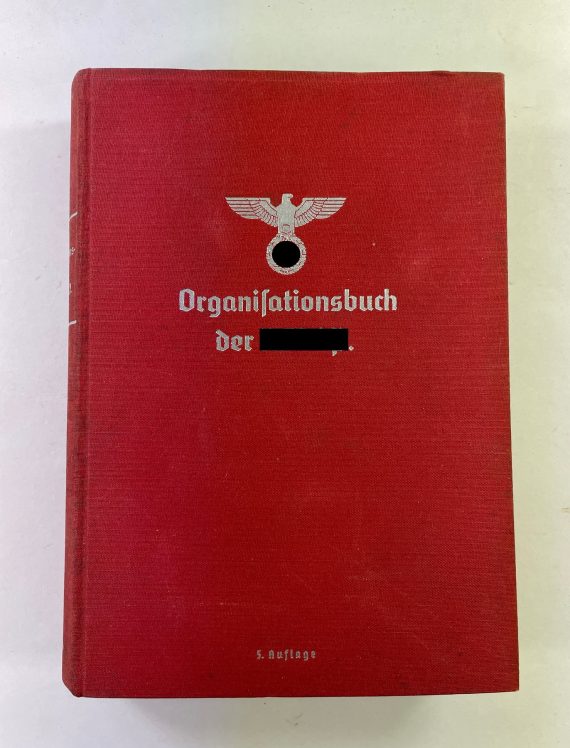 Organiſationsbuch
der
5. Auflage